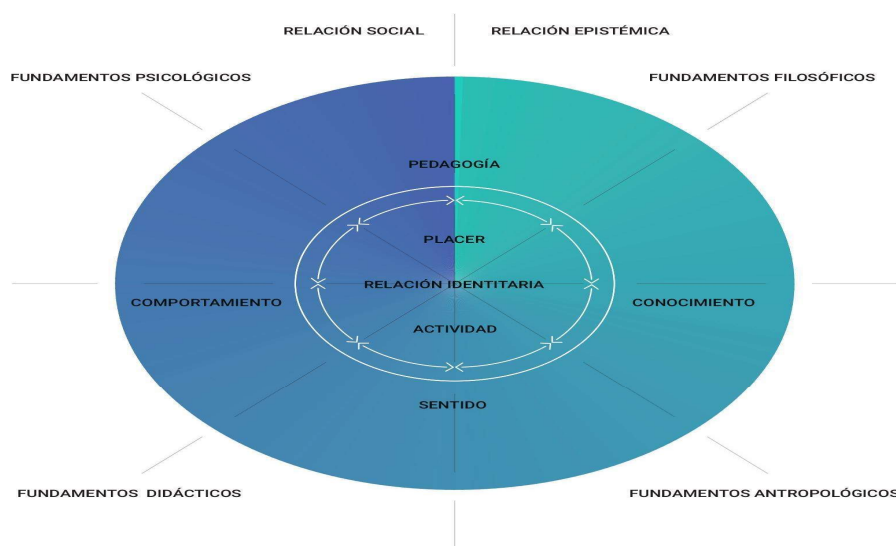 RELACIÓN SOCIAL
RELACIÓN EPISTÉMICA
FUNDAMENTOS PSICOLÓGICOS
FUNDAMENTOS FILOSÓFICOS
PEDAGOGÍA
PLACER
RELACIÓN IDENTITARIA
COMPORTAMIENTO
CONOCIMIENTO
ACTIVIDAD
SENTIDO
FUNDAMENTOS DIDÁCTICOS
FUNDAMENTOS ANTROPOLÓGICOS